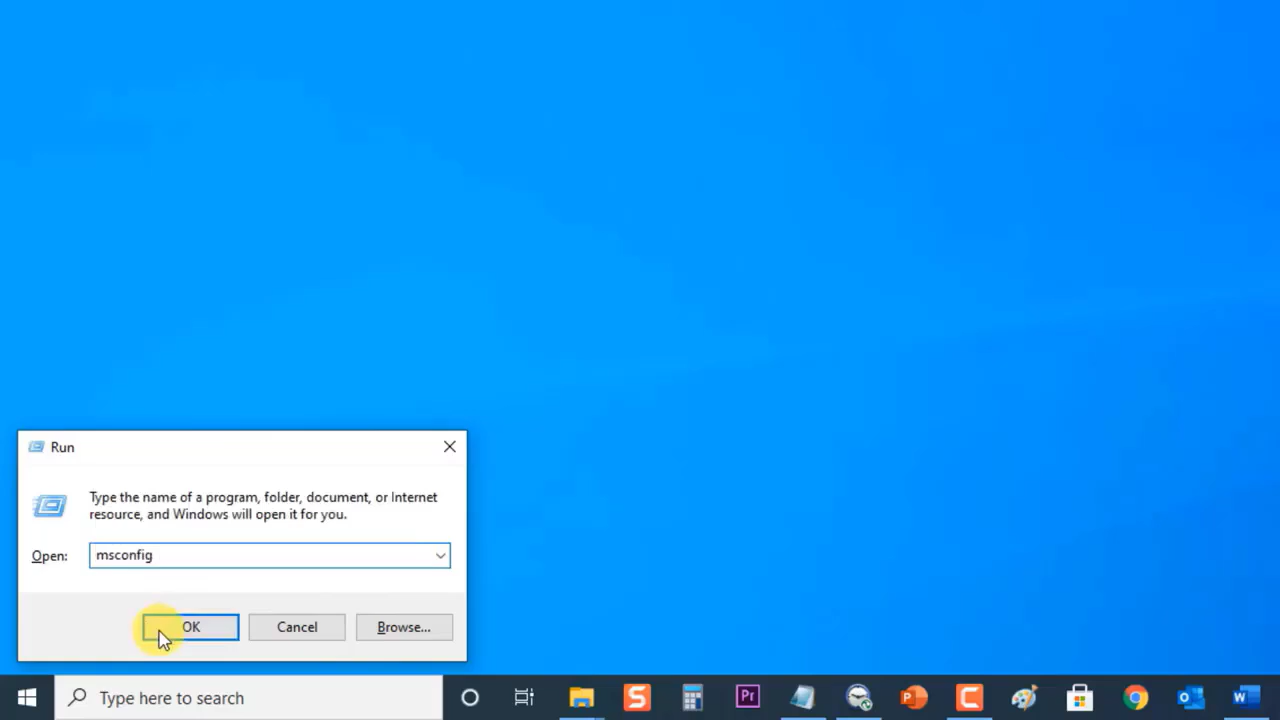 Run
Type the name of a program, folder, document, or Internet
resource, and Windows will open it for you.
Open:
msconfig
OK
Cancel
Browse...
Type here to search
S
Pr
P
C
O
W